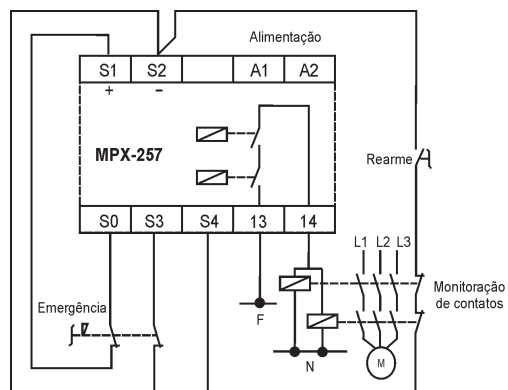 Alimentação
S1 S2 A1 A2
+ −
MPX-257
Rearme
S0 S3 S4 13 14
L1 L2 L3
Emergência
F
Monitoração
de contatos
M
N